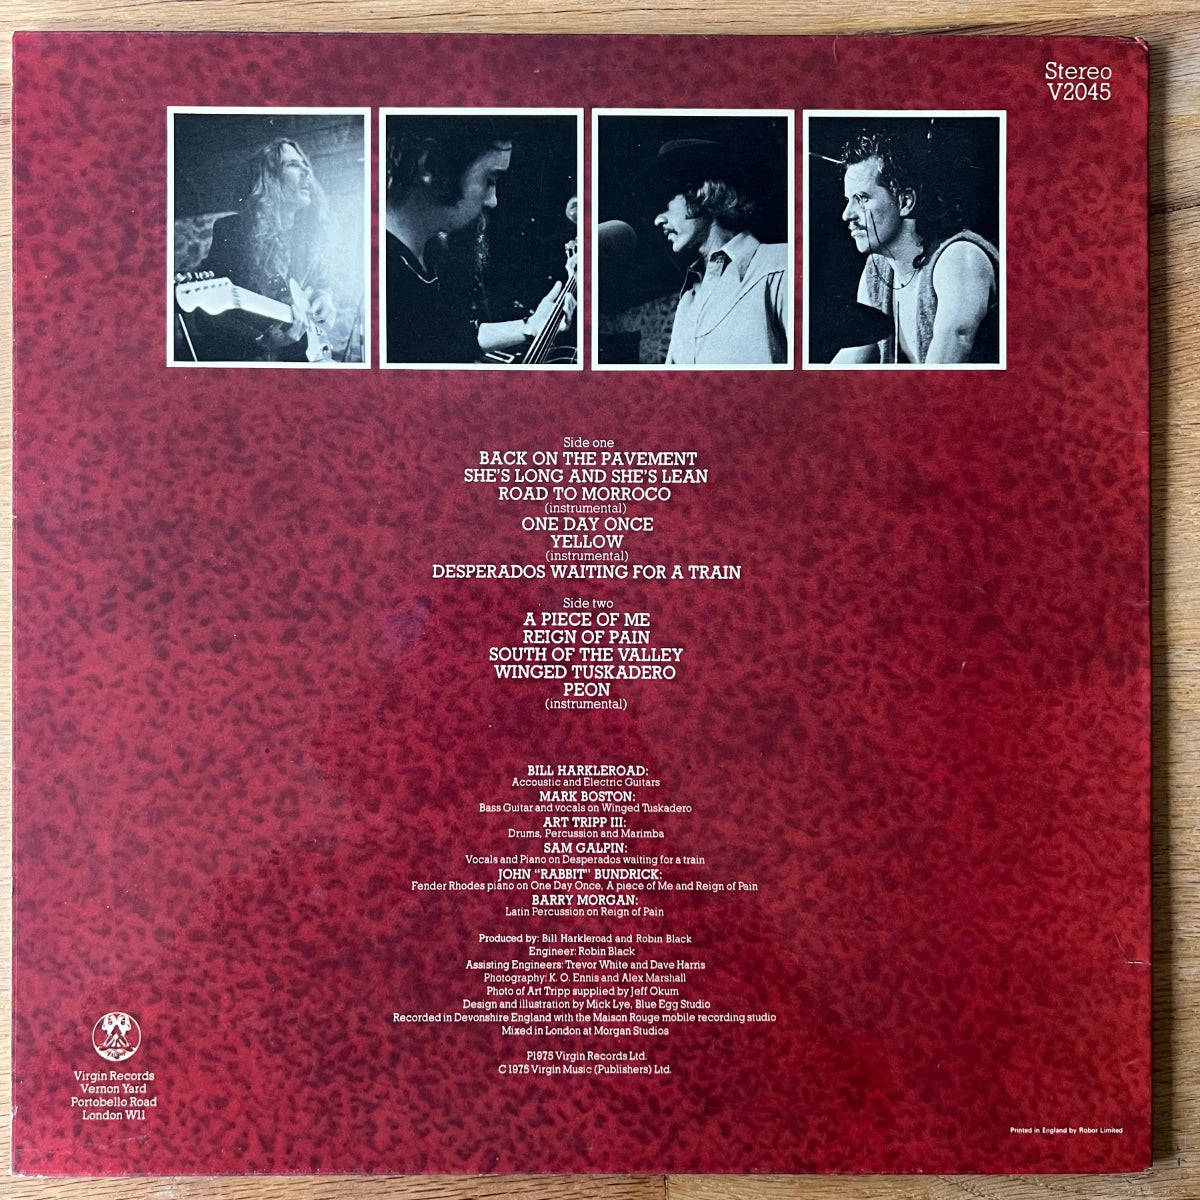 Stereo
V2045
Side one
BACK ON THE PAVEMENT
SHE'S LONG AND SHE'S LEAN
ROAD TO MORROCO
(instrumental)
ONE DAY ONCE
YELLOW
(instrumental)
DESPERADOS WAITING FOR A TRAIN
Side two
A PIECE OF ME
REIGN OF PAIN
SOUTH OF THE VALLEY
WINGED TUSKADERO
PEON
(instrumental)
BILL HARKLEROAD:
Accoustic and Electric Guitars
MARK BOSTON:
Bass Guitar and vocals on Winged Tuskadero
ART TRIPP III:
Drums, Percussion and Marimba
SAM GALPIN:
Vocals and Piano on Desperados waiting for a train
JOHN "RABBIT" BUNDRICK:
Fender Rhodes piano on One Day Once, A piece of Me and Reign of Pain
BARRY MORGAN:
Latin Percussion on Reign of Pain
Produced by: Bill Harkleroad and Robin Black
Engineer: Robin Black
Assisting Engineers: Trevor White and Dave Harris
Photography: K. O. Ennis and Alex Marshall
Photo of Art Tripp supplied by Jeff Okum
Design and illustration by Mick Lye, Blue Egg Studio
Recorded in Devonshire England with the Maison Rouge mobile recording studio
Mixed in London at Morgan Studios
P1975 Virgin Records Ltd.
C 1975 Virgin Music (Publishers) Ltd.
Virgin Records
Vernon Yard
Portobello Road
London W11
Printed in England by Robor Limited